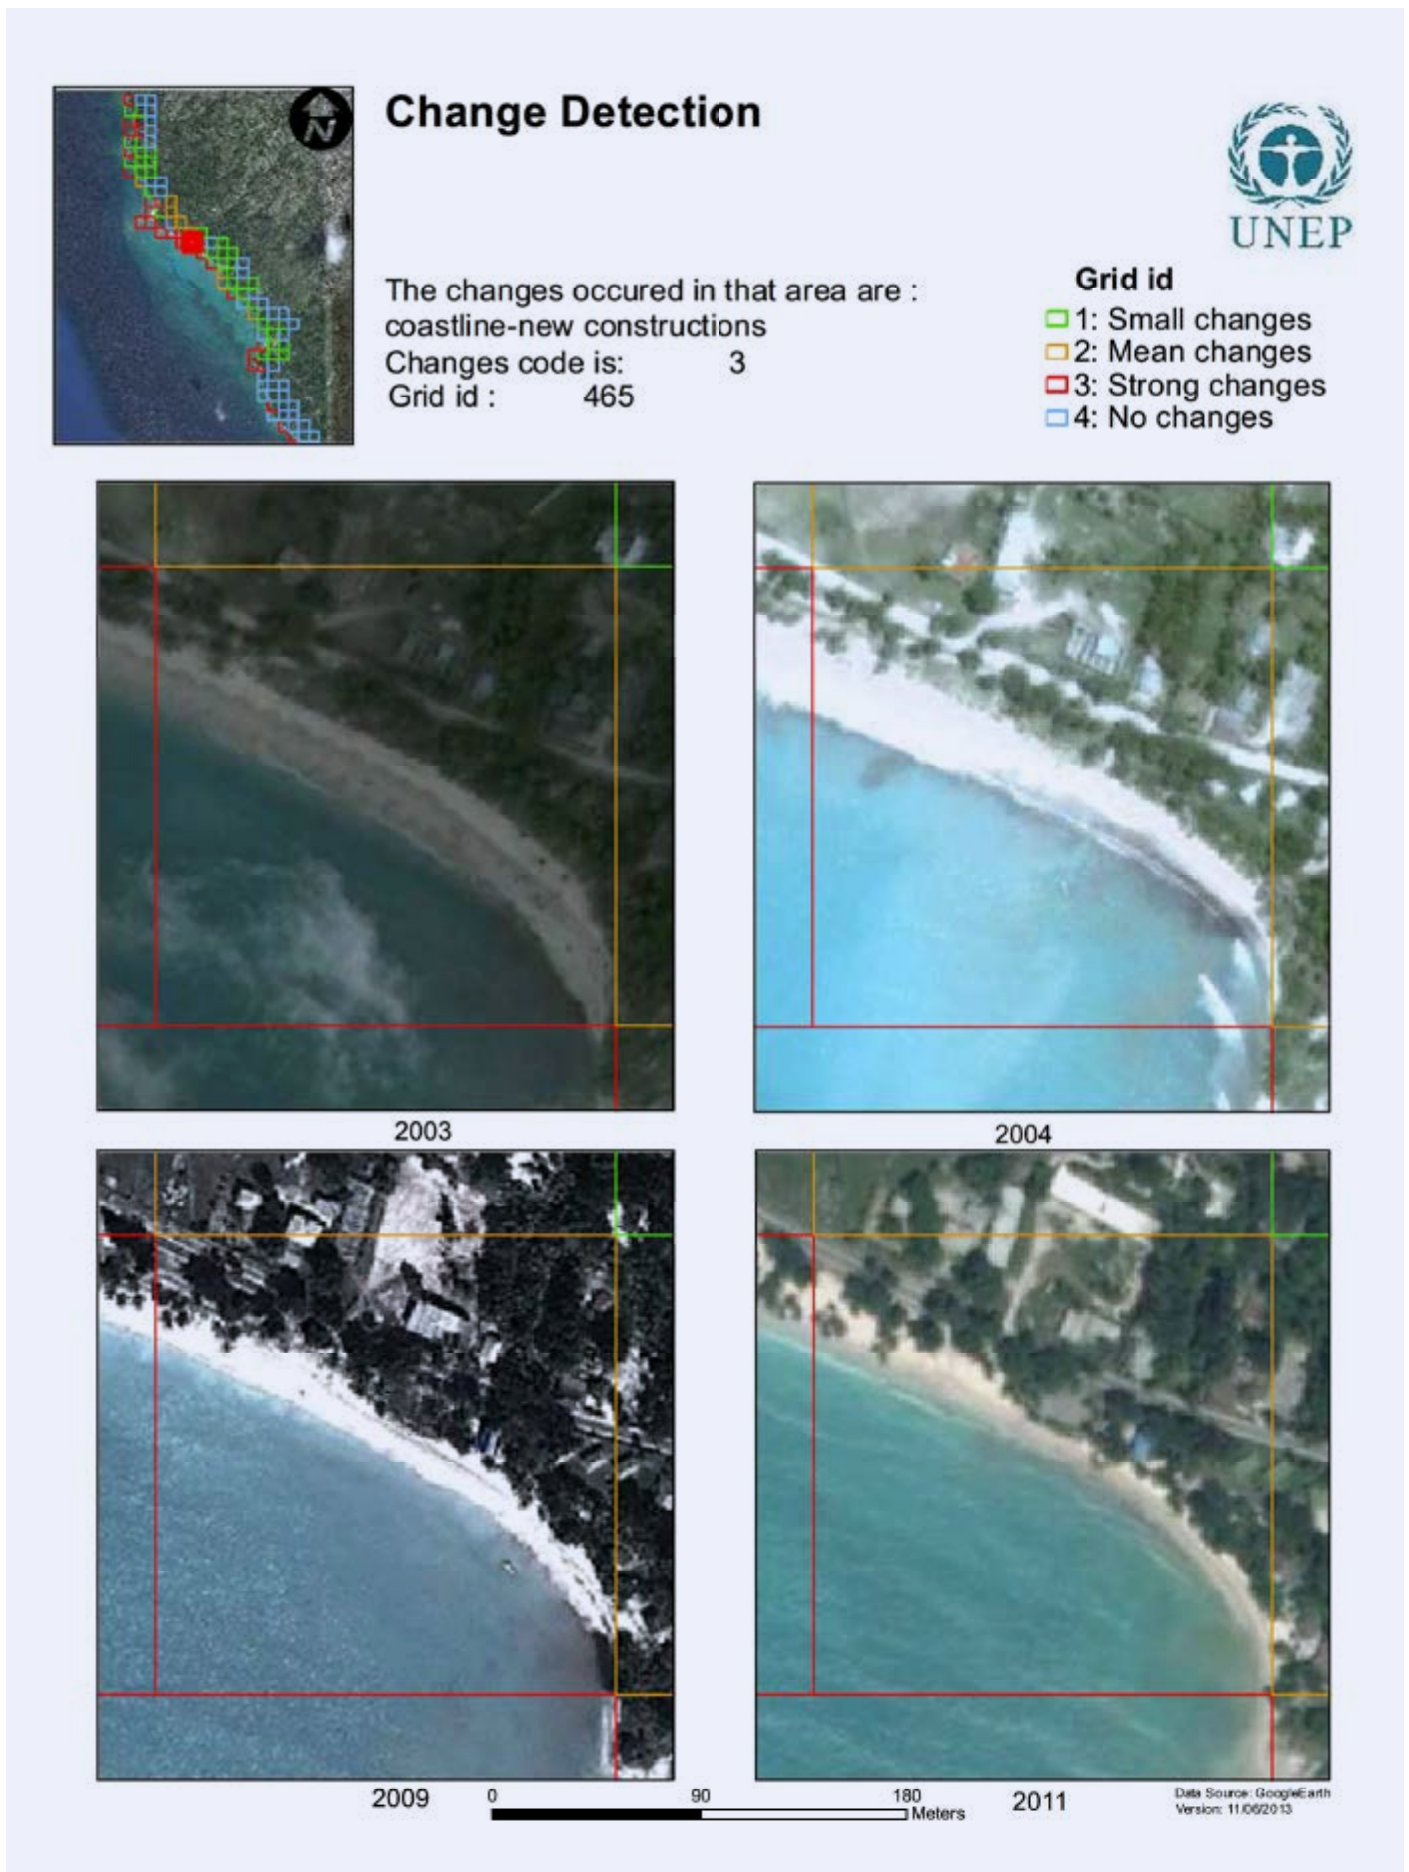 N
Change Detection
UNEP
The changes occured in that area are :
coastline-new constructions
Changes code is: 3
Grid id : 465
Grid id
1: Small changes
2: Mean changes
3: Strong changes
4: No changes
2003
2004
2009
0 90 180
Meters
2011
Data Source: GoogleEarth
Version: 11/06/2013